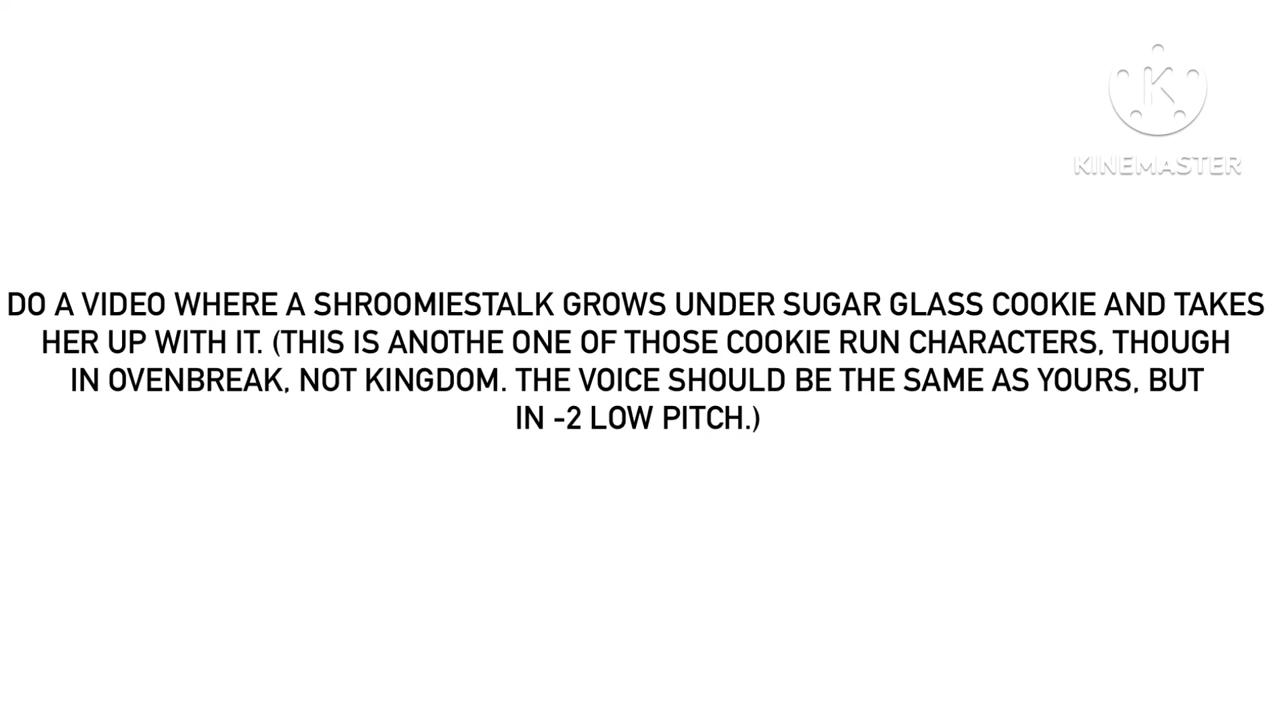 KINEMASTER
DO A VIDEO WHERE A SHROOMIESTALK GROWS UNDER SUGAR GLASS COOKIE AND TAKES
HER UP WITH IT. (THIS IS ANOTHE ONE OF THOSE COOKIE RUN CHARACTERS, THOUGH
IN OVENBREAK, NOT KINGDOM. THE VOICE SHOULD BE THE SAME AS YOURS, BUT
IN -2 LOW PITCH.)